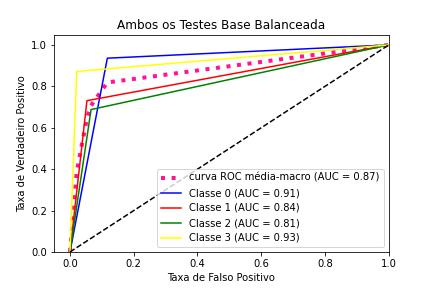 Ambos os Testes Base Balanceada
Taxa de Verdadeiro Positivo
1.0
0.8
0.6
0.4
0.2
0.0
curva ROC média-macro (AUC = 0.87)
Classe 0 (AUC = 0.91)
Classe 1 (AUC = 0.84)
Classe 2 (AUC = 0.81)
Classe 3 (AUC = 0.93)
0.0 0.2 0.4 0.6 0.8 1.0
Taxa de Falso Positivo